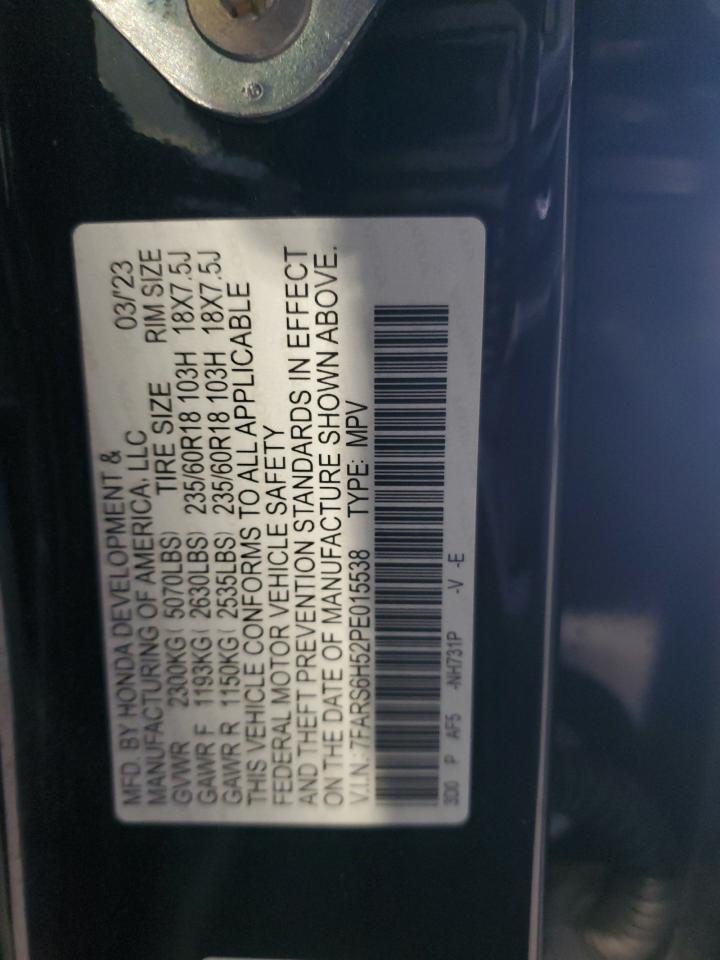 MFD. BY HONDA DEVELOPMENT & 03/'23
MANUFACTURING OF AMERICA, LLC
TIRE SIZE RIM SIZE
GVWR 2300KG( 5070LBS)
GAWR F 1193KG( 2630LBS) 235/60R18 103H 18X7.5J
GAWR R 1150KG( 2535LBS) 235/60R18 103H 18X7.5J
THIS VEHICLE CONFORMS TO ALL APPLICABLE
FEDERAL MOTOR VEHICLE SAFETY
AND THEFT PREVENTION STANDARDS IN EFFECT
ON THE DATE OF MANUFACTURE SHOWN ABOVE.
V.I.N.: 7FARS6H52PE015538 TYPE: MPV
3D0 P AF5 -NH731P -V -E